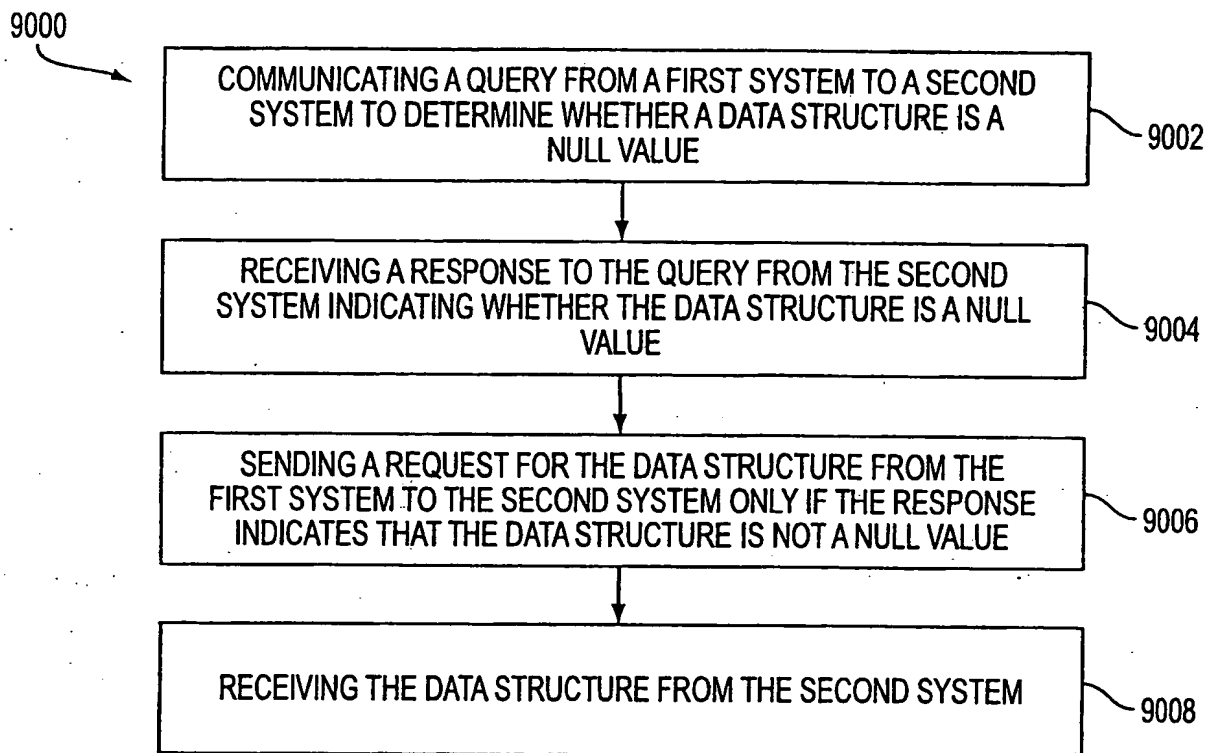 9000
COMMUNICATING A QUERY FROM A FIRST SYSTEM TO A SECOND
SYSTEM TO DETERMINE WHETHER A DATA STRUCTURE IS A
NULL VALUE
9002
RECEIVING A RESPONSE TO THE QUERY FROM THE SECOND
SYSTEM INDICATING WHETHER THE DATA STRUCTURE IS A NULL
VALUE
9004
SENDING A REQUEST FOR THE DATA STRUCTURE FROM THE
FIRST SYSTEM TO THE SECOND SYSTEM ONLY IF THE RESPONSE
INDICATES THAT THE DATA STRUCTURE IS NOT A NULL VALUE
9006
RECEIVING THE DATA STRUCTURE FROM THE SECOND SYSTEM
9008